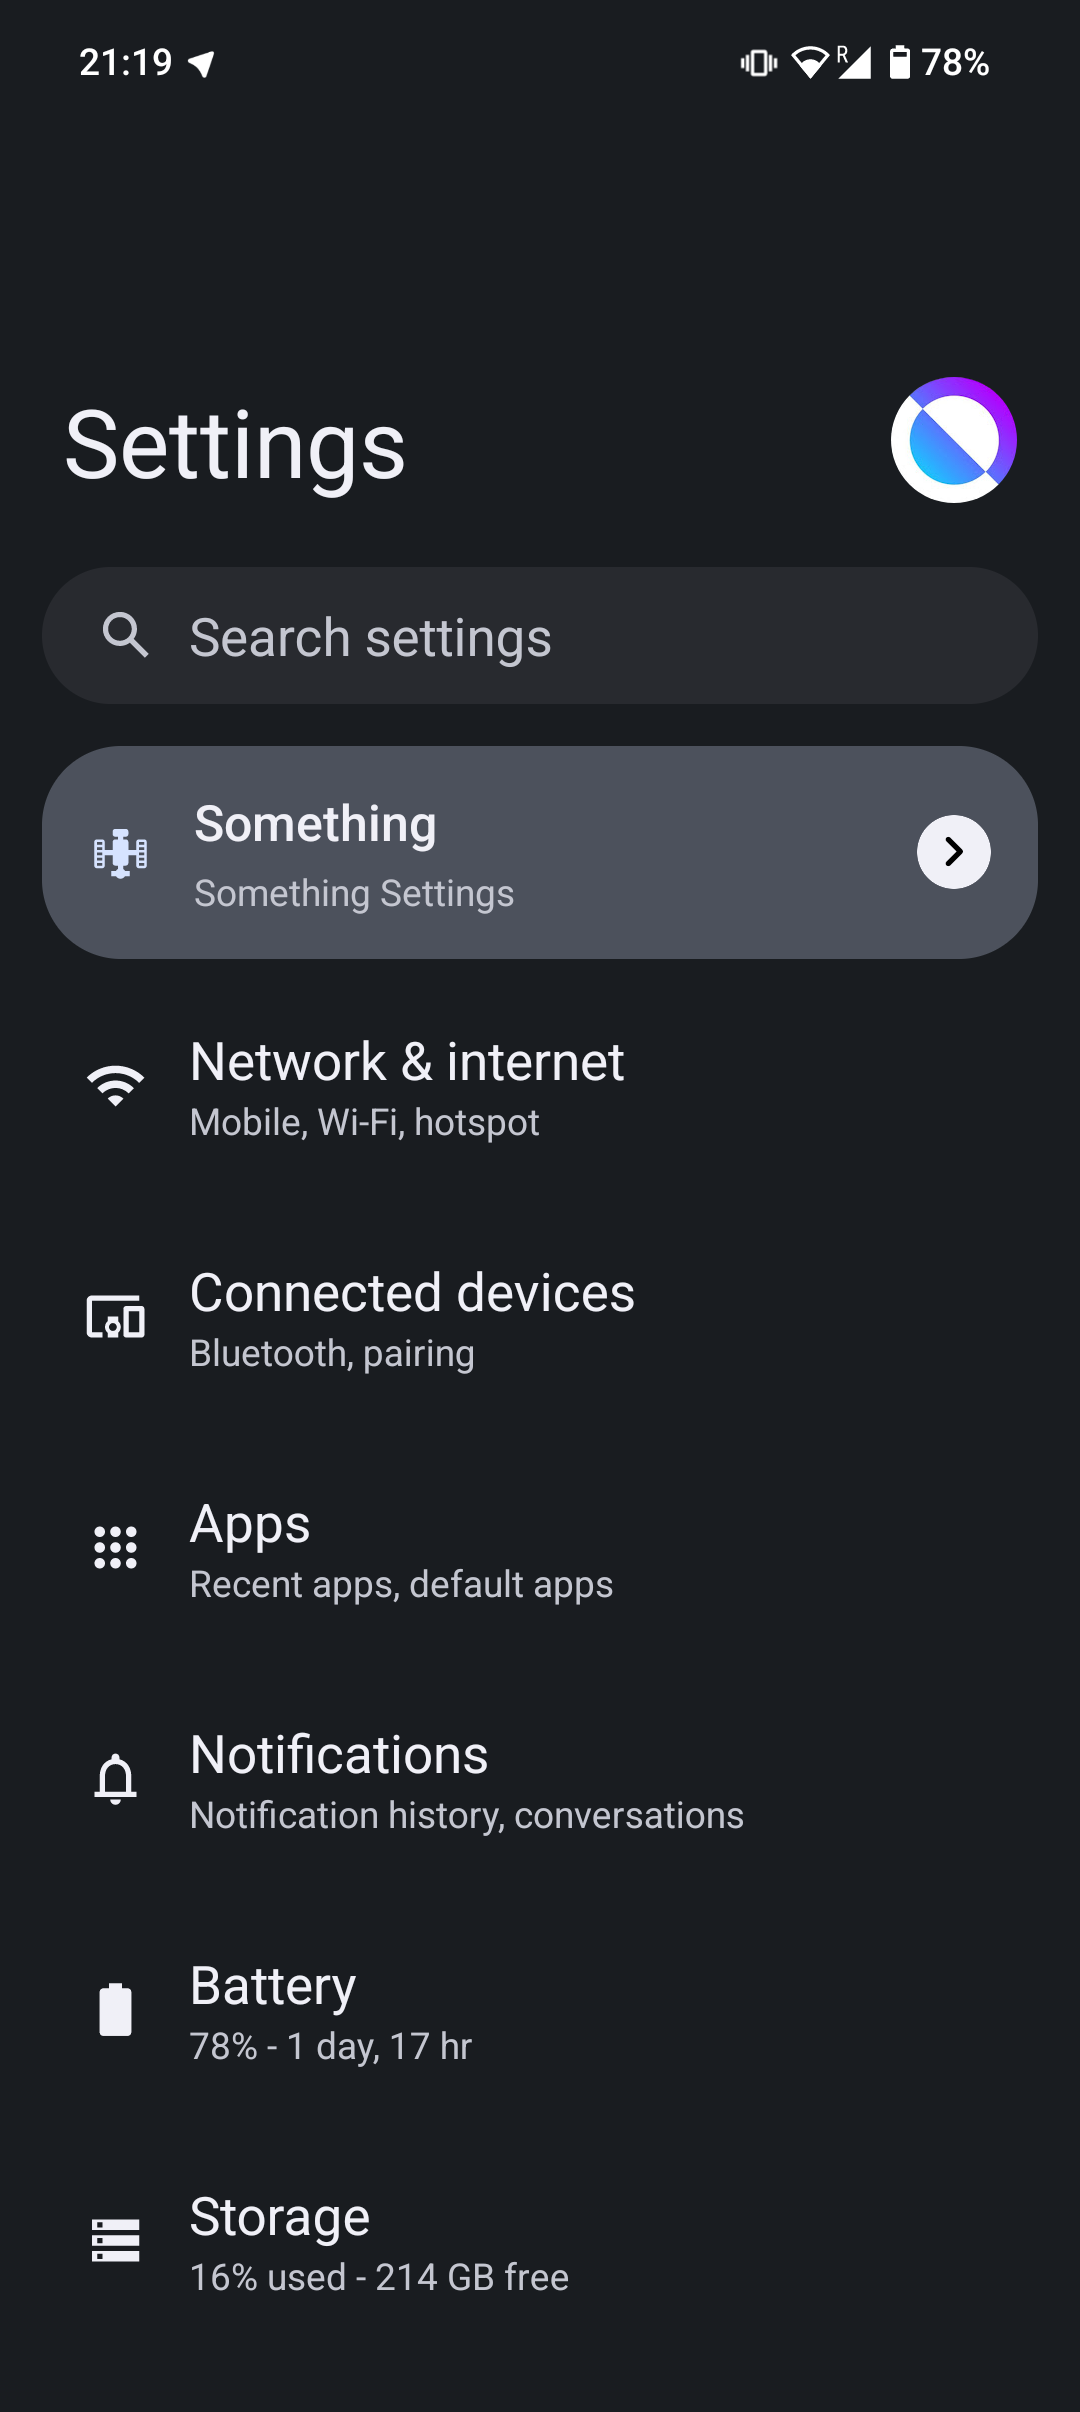 21:19
R
78%
Settings
Search settings
Something
Something Settings
Network & internet
Mobile, Wi-Fi, hotspot
Connected devices
Bluetooth, pairing
Apps
Recent apps, default apps
Notifications
Notification history, conversations
Battery
78% - 1 day, 17 hr
Storage
16% used - 214 GB free